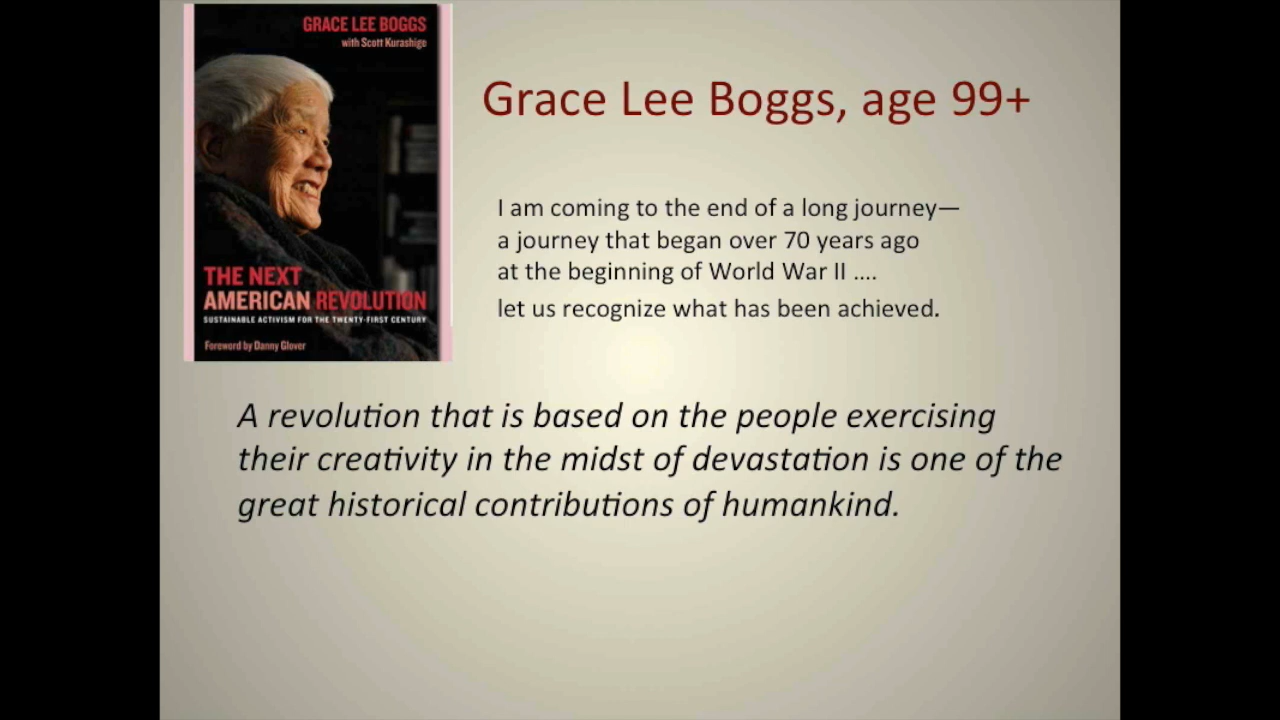 GRACE LEE BOGGS
with Scott Kurashige
THE NEXT
AMERICAN REVOLUTION
SUSTAINABLE ACTIVISM FOR THE TWENTY-FIRST CENTURY
Foreword by Danny Glover
Grace Lee Boggs, age 99+
I am coming to the end of a long journey—
a journey that began over 70 years ago
at the beginning of World War II ....
let us recognize what has been achieved.
A revolution that is based on the people exercising
their creativity in the midst of devastation is one of the
great historical contributions of humankind.